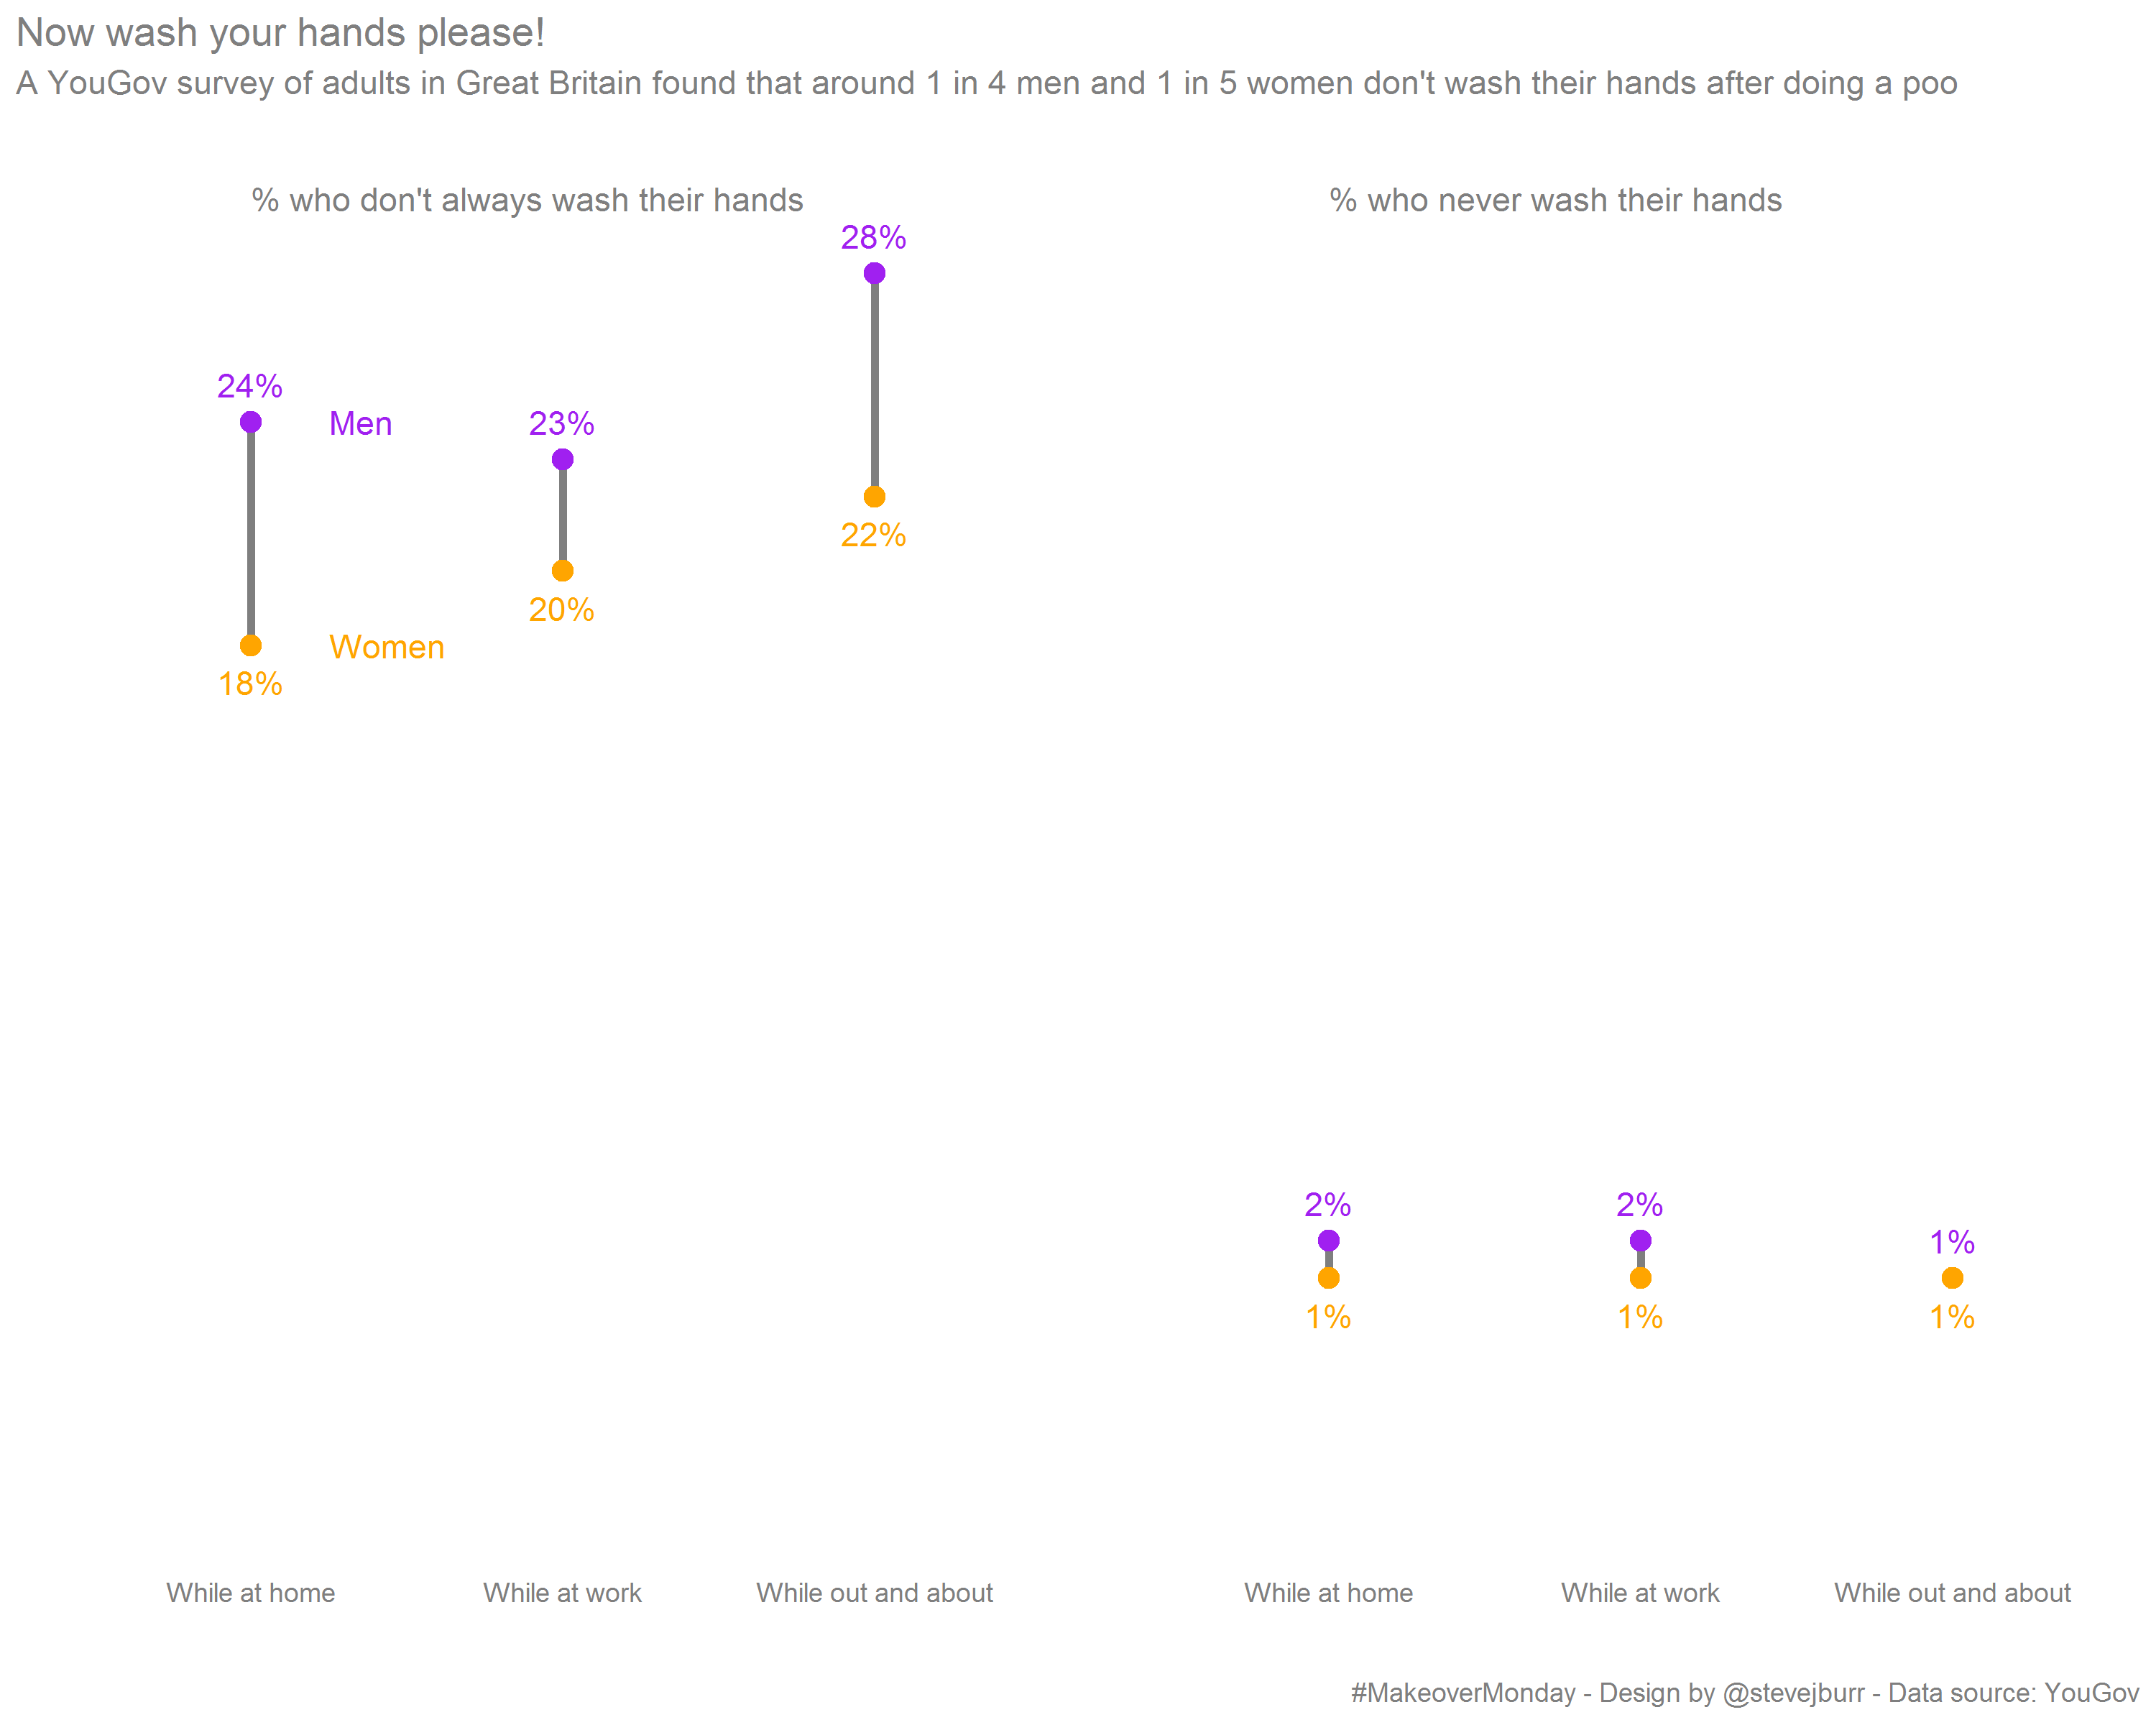 Now wash your hands please!
A YouGov survey of adults in Great Britain found that around 1 in 4 men and 1 in 5 women don't wash their hands after doing a poo
% who don't always wash their hands
28%
24%
Men
23%
22%
20%
Women
18%
While at home
While at work
While out and about
% who never wash their hands
2%
2%
1%
1%
1%
1%
While at home
While at work
While out and about
#MakeoverMonday - Design by @stevejburr - Data source: YouGov